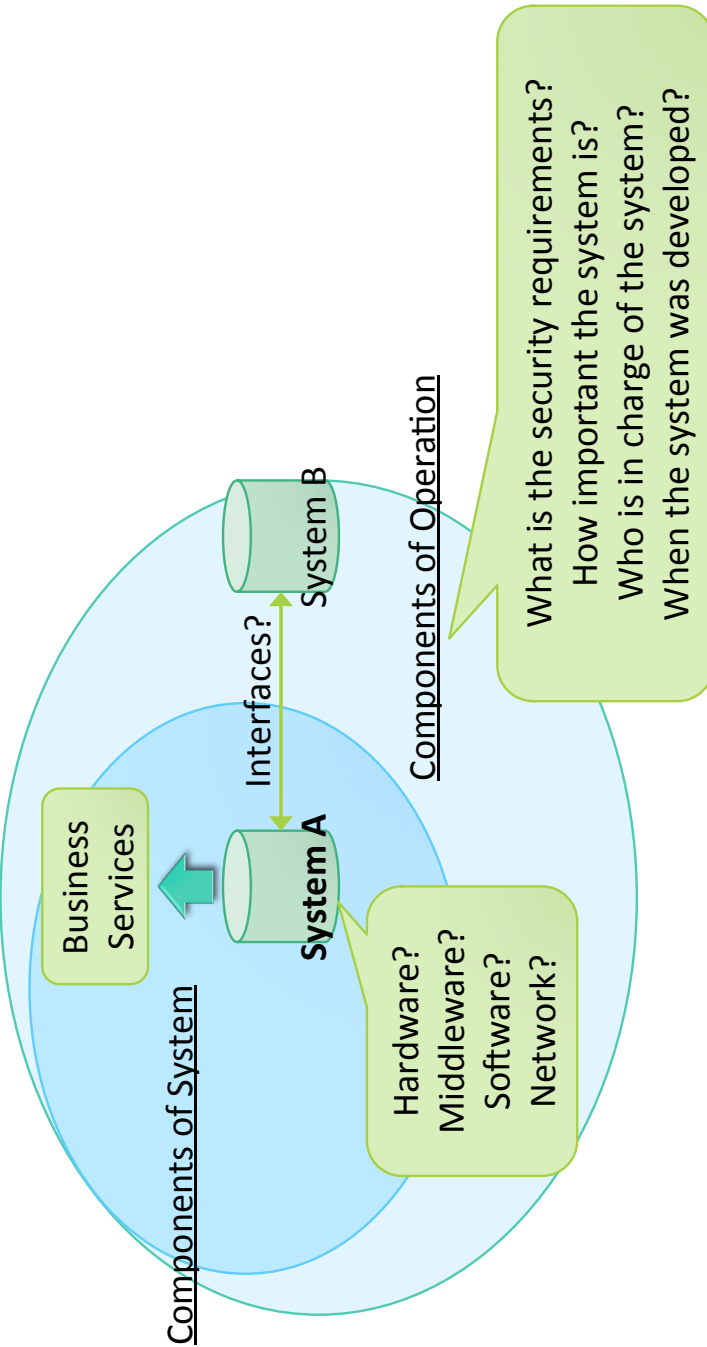 Components of System
Business
Services
System A
Interfaces?
System B
Hardware?
Middleware?
Software?
Network?
Components of Operation
What is the security requirements?
How important the system is?
Who is in charge of the system?
When the system was developed?